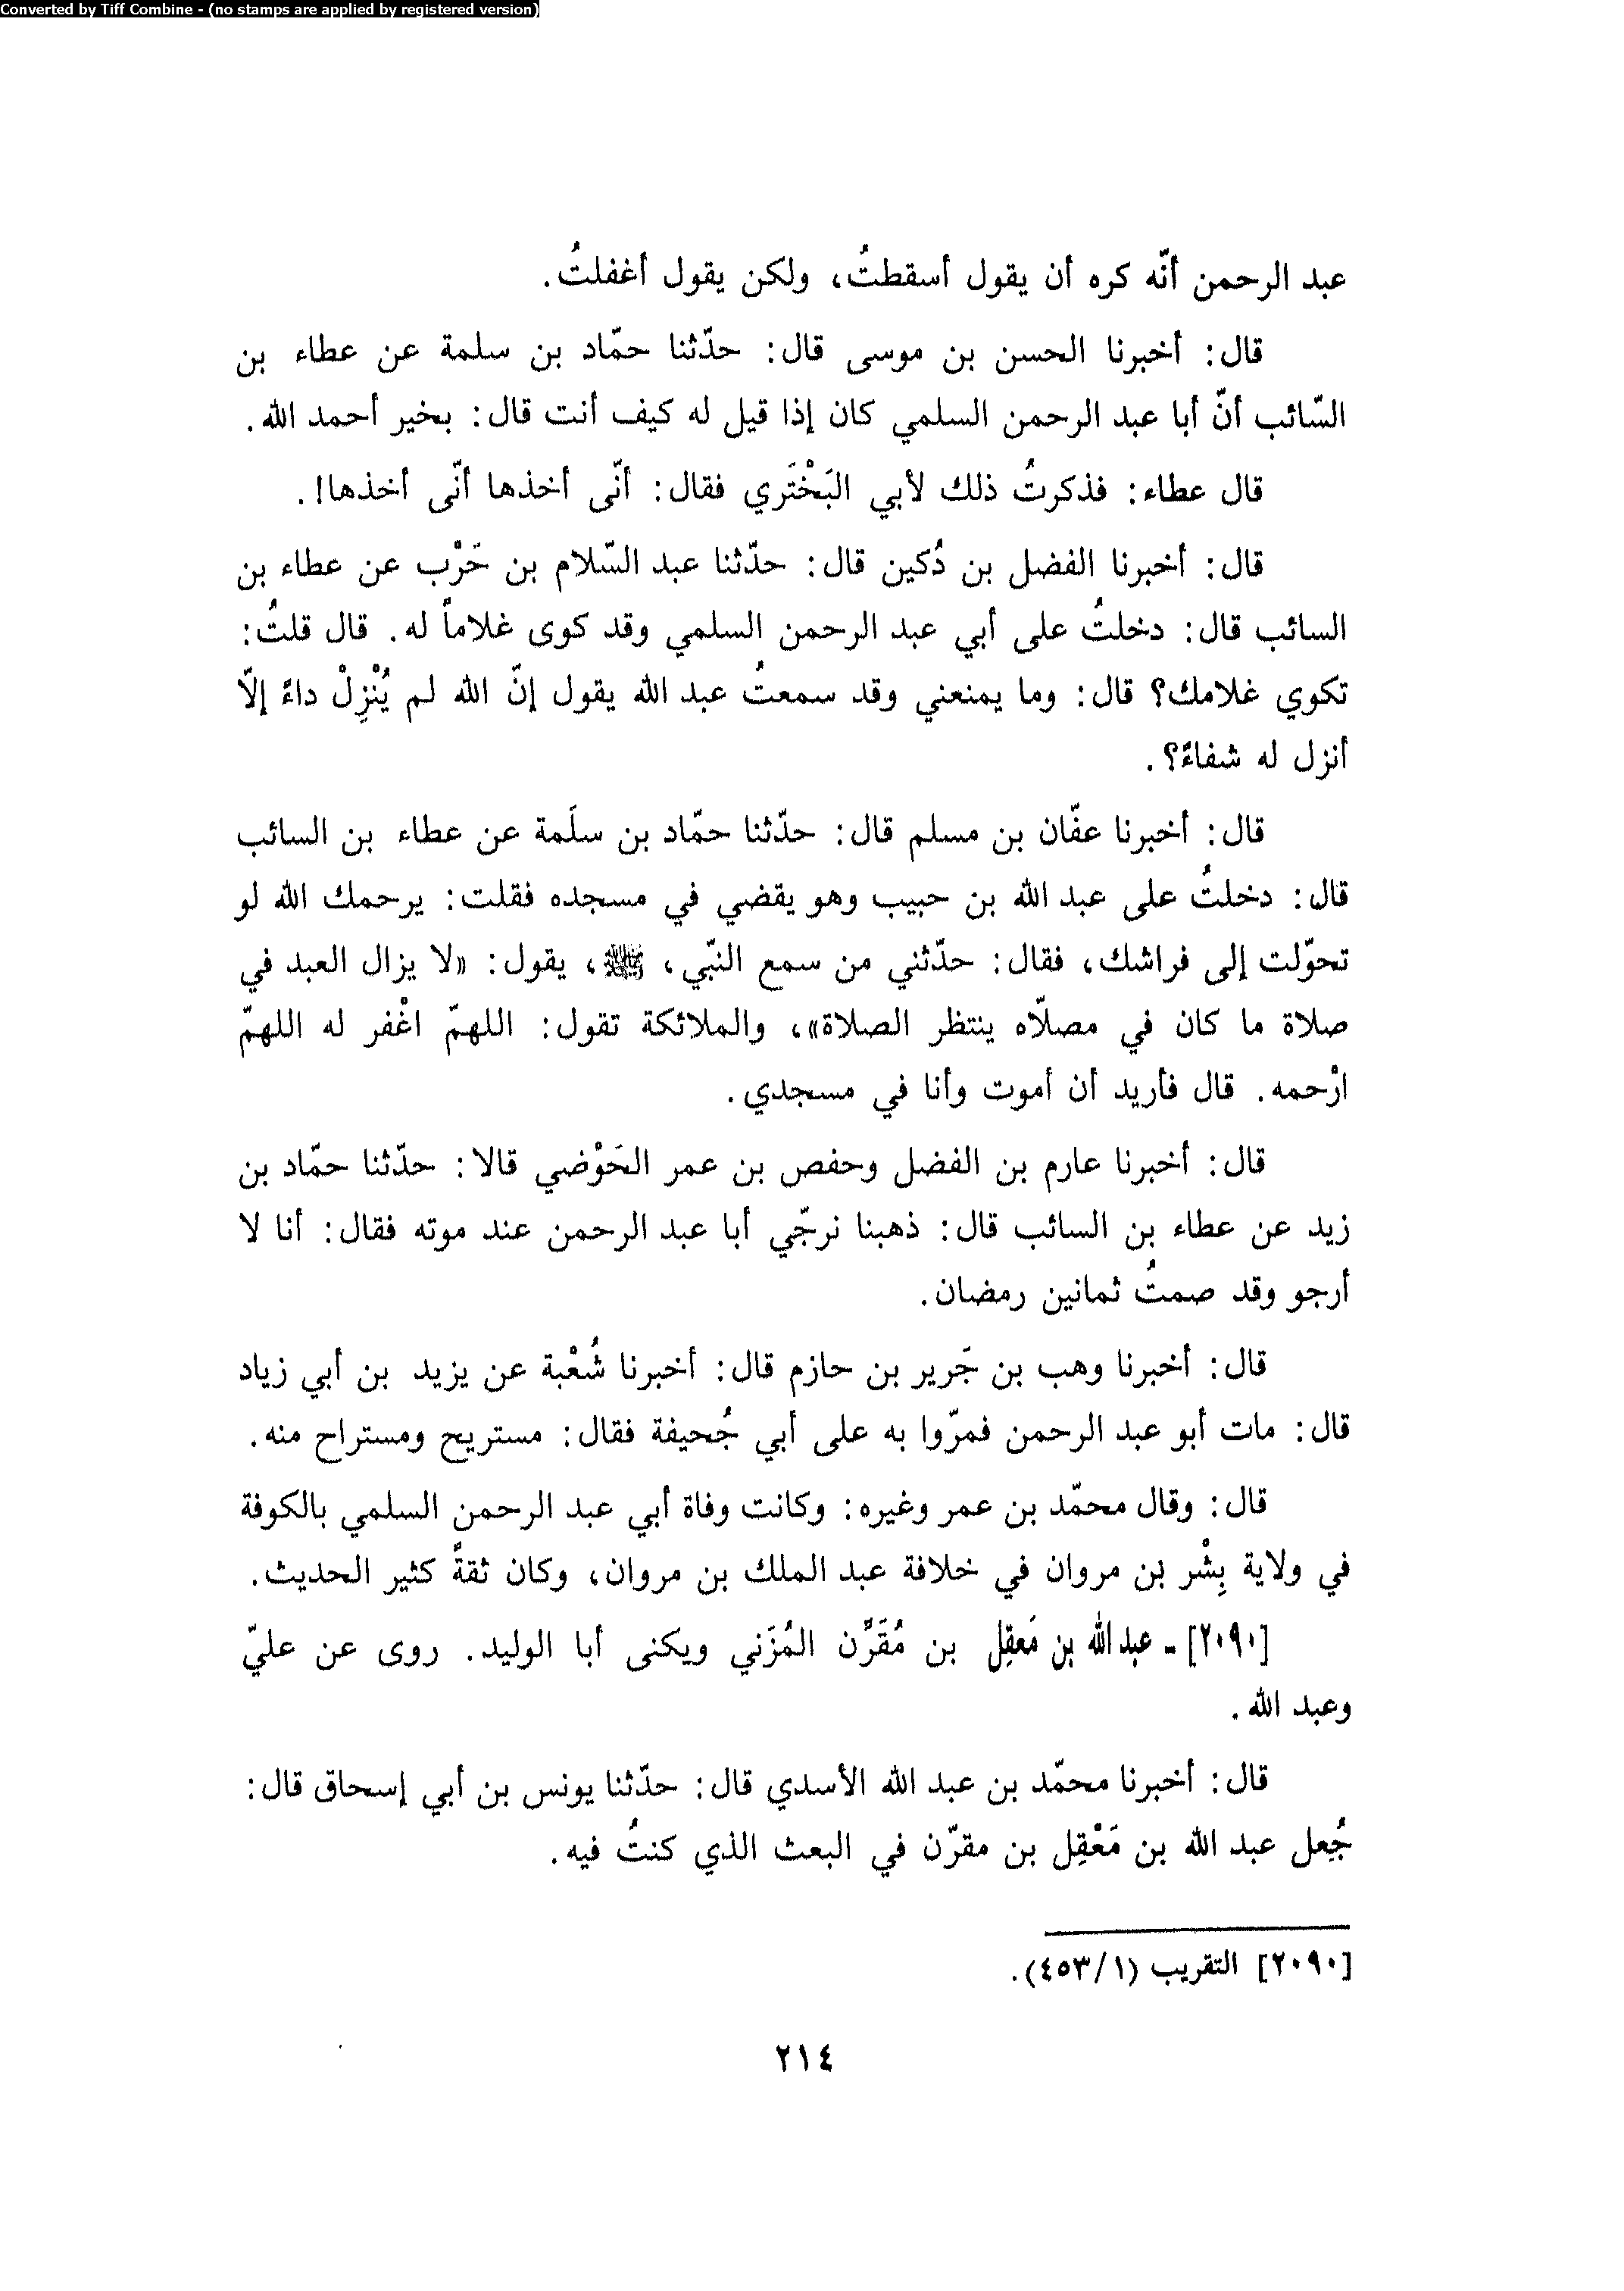 Converted by Tiff Combine - (no stamps are applied by registered version)
عبد الرحمن أنّه كره أن يقول أسقطتُ، ولكن يقول أغفلتُ.
قال: أخبرنا الحسن بن موسى قال: حدّثنا حمّاد بن سلمة عن عطاء بن
السّائب أنّ أبا عبد الرحمن السلمي كان إذا قيل له كيف أنت قال: بخير أحمد الله.
قال عطاء: فذكرتُ ذلك لأبي البَخْتَري فقال: أنّى أخذها أنّى أخذها!.
قال: أخبرنا الفضل بن دُكين قال: حدّثنا عبد السّلام بن حَرْب عن عطاء بن
السائب قال: دخلتُ على أبي عبد الرحمن السلمي وقد كوى غلاماً له. قال قلتُ:
تكوي غلامك؟ قال: وما يمنعني وقد سمعتُ عبد الله يقول إنّ الله لم يُنْزِلْ داءً إلّا
أنزل له شفاءً؟.
قال: أخبرنا عفّان بن مسلم قال: حدّثنا حمّاد بن سلَمة عن عطاء بن السائب
قال: دخلتُ على عبد الله بن حبيب وهو يقضي في مسجده فقلت: يرحمك الله لو
تحوّلت إلى فراشك، فقال: حدّثني من سمع النبّي، ﷺ، يقول: «لا يزال العبد في
صلاة ما كان في مصلّاه ينتظر الصلاة»، والملائكة تقول: اللهمّ اغْفر له اللهمّ
ارْحمه. قال فأريد أن أموت وأنا في مسجدي.
قال: أخبرنا عارم بن الفضل وحفص بن عمر الحَوْضي قالا: حدّثنا حمّاد بن
زيد عن عطاء بن السائب قال: ذهبنا نرجّي أبا عبد الرحمن عند موته فقال: أنا لا
أرجو وقد صمتُ ثمانين رمضان.
قال: أخبرنا وهب بن جَرير بن حازم قال: أخبرنا شُعْبة عن يزيد بن أبي زياد
قال: مات أبو عبد الرحمن فمرّوا به على أبي جُحيفة فقال: مستريح ومستراح منه.
قال: وقال محمّد بن عمر وغيره: وكانت وفاة أبي عبد الرحمن السلمي بالكوفة
في ولاية بِشْر بن مروان في خلافة عبد الملك بن مروان، وكان ثقةً كثير الحديث.
[٢٠٩٠] - عبد الله بن مَعقِل بن مُقَرِّن المُزَني ويكنى أبا الوليد. روى عن عليّ
وعبد الله.
قال: أخبرنا محمّد بن عبد الله الأسدي قال: حدّثنا يونس بن أبي إسحاق قال:
جُعِل عبد الله بن مَعْقِل بن مقرّن في البعث الذي كنتُ فيه.
[٢٠٩٠] التقريب (٤٥٣/١).
٢١٤